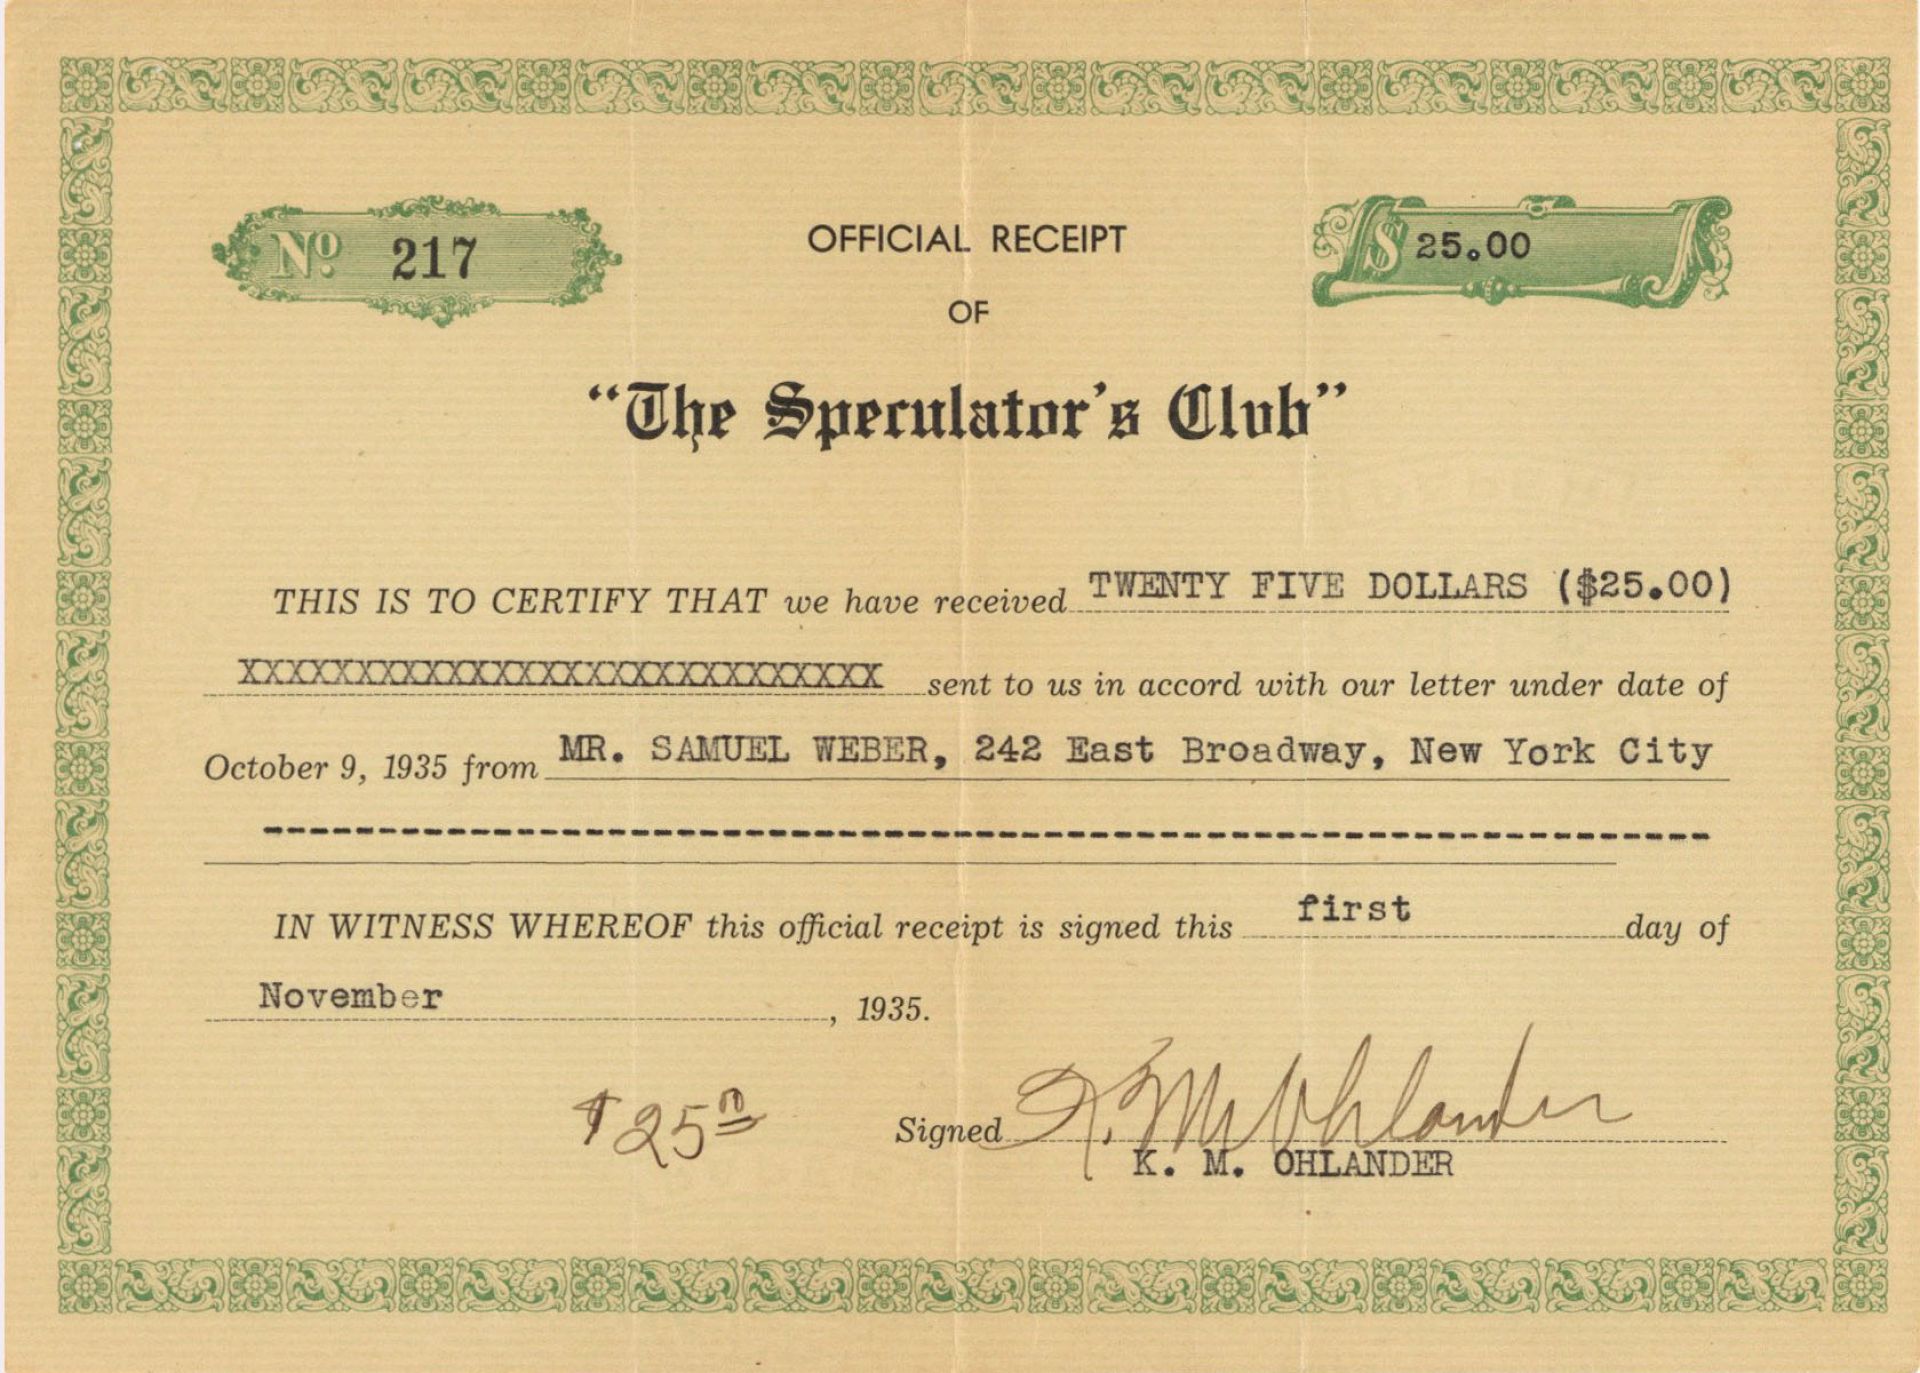 No. 217
OFFICIAL RECEIPT
$ 25.00
OF
"The Speculator's Club"
THIS IS TO CERTIFY THAT we have received TWENTY FIVE DOLLARS ($25.00)
XXXXXXXXXXXXXXXXXXXXXXXXXXXX sent to us in accord with our letter under date of
October 9, 1935 from MR. SAMUEL WEBER, 242 East Broadway, New York City
IN WITNESS WHEREOF this official receipt is signed this first day of
November, 1935.
$25 00
Signed K. M. Ohlander
K. M. OHLANDER